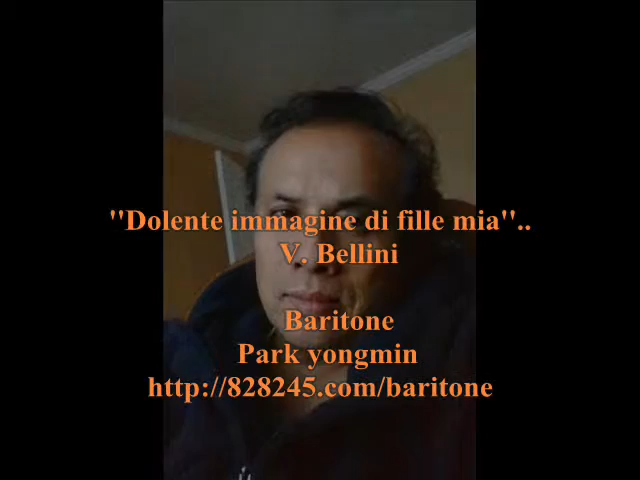 "Dolente immagine di fille mia"..
V. Bellini
Baritone
Park yongmin
http://828245.com/baritone